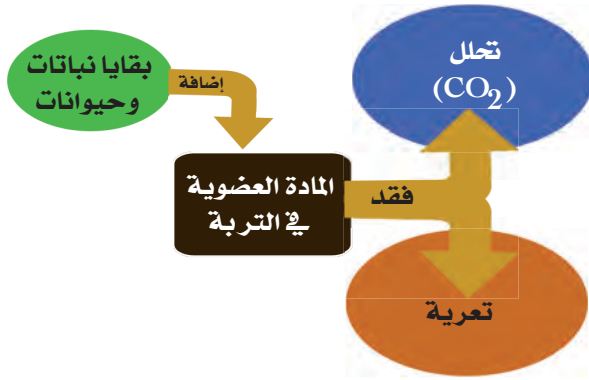 بقايا نباتات
وحيوانات
إضافة
المادة العضوية
في التربة
فقد
تحلل
(CO₂)
تعرية